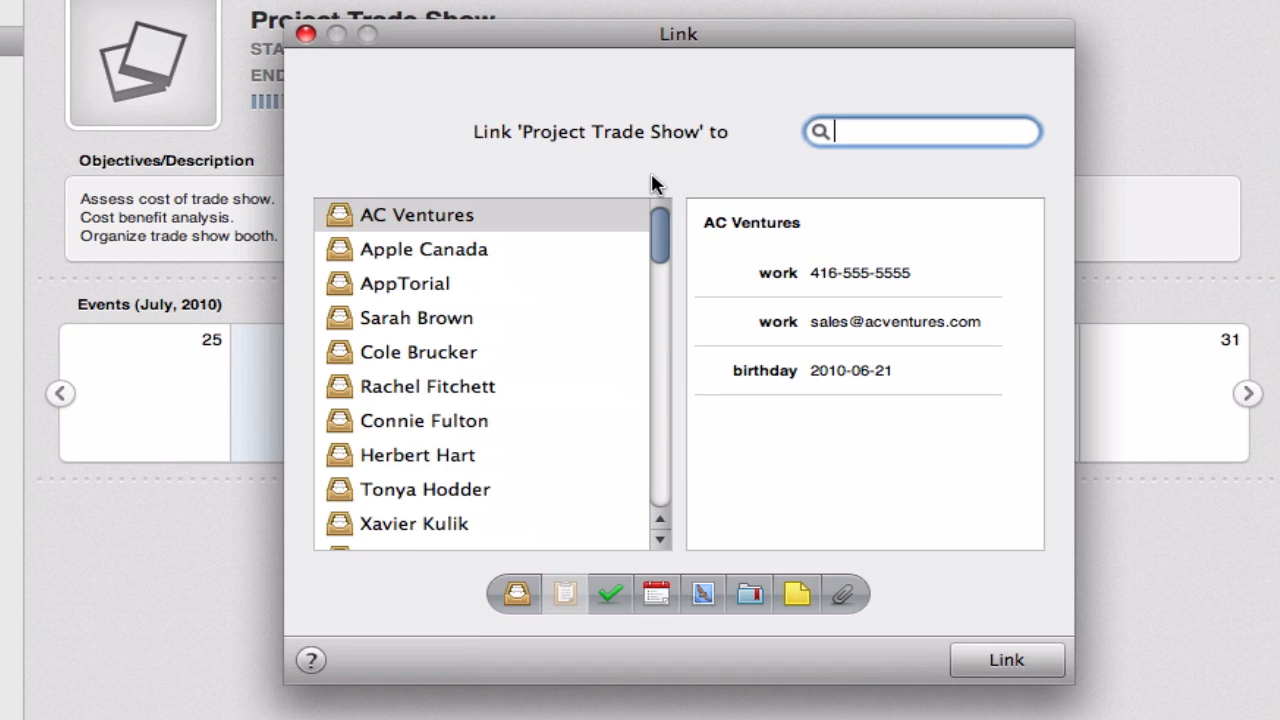 Project Trade Show
Link
STA
END
Link 'Project Trade Show' to
Objectives/Description
Assess cost of trade show.
Cost benefit analysis.
Organize trade show booth.
Events (July, 2010)
25
31
AC Ventures
Apple Canada
AppTorial
Sarah Brown
Cole Brucker
Rachel Fitchett
Connie Fulton
Herbert Hart
Tonya Hodder
Xavier Kulik
AC Ventures
work 416-555-5555
work sales@acventures.com
birthday 2010-06-21
?
Link